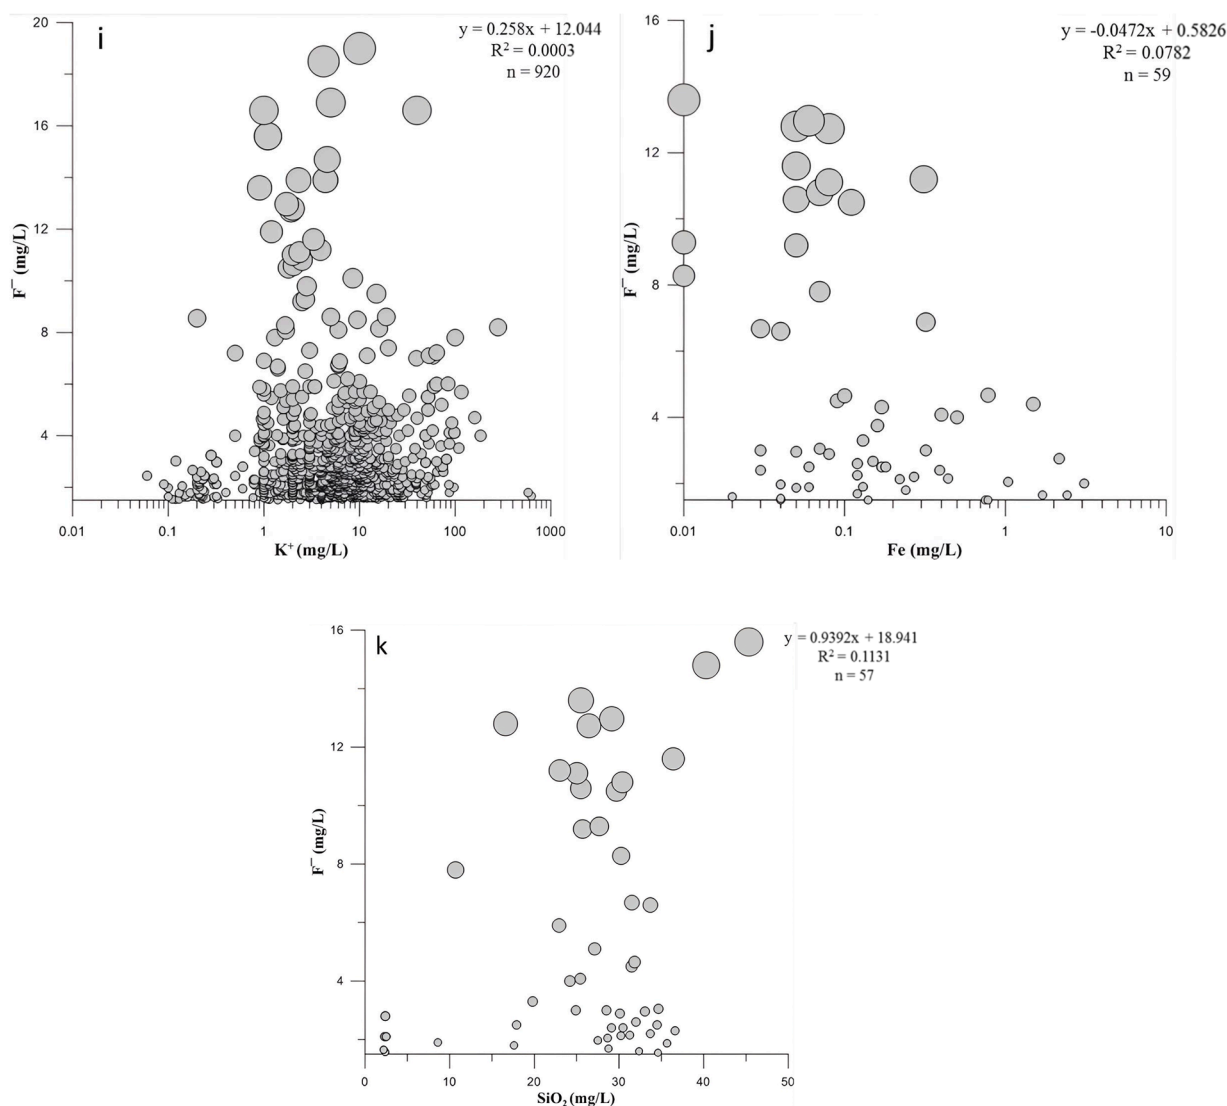 i
y = 0.258x + 12.044
R² = 0.0003
n = 920
20
16
12
8
4
F⁻ (mg/L)
0.01 0.1 1 10 100 1000
K⁺ (mg/L)
j
y = -0.0472x + 0.5826
R² = 0.0782
n = 59
16
12
8
4
F⁻ (mg/L)
0.01 0.1 1 10
Fe (mg/L)
k
y = 0.9392x + 18.941
R² = 0.1131
n = 57
16
12
8
4
F⁻ (mg/L)
0 10 20 30 40 50
SiO₂ (mg/L)